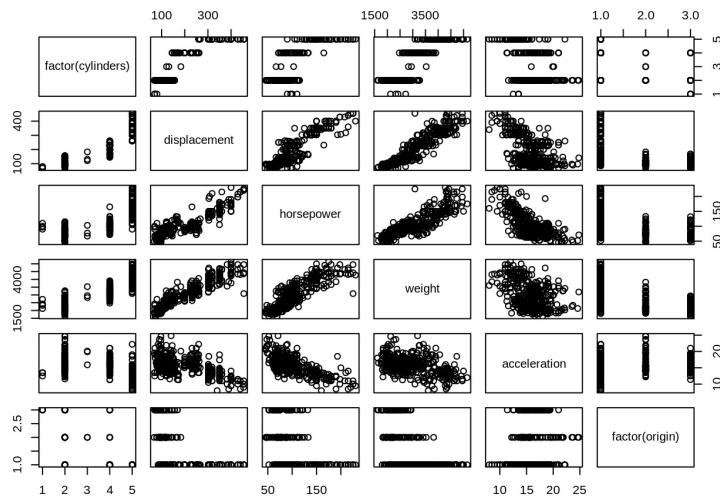 100 300
1500 3500
1.0 2.0 3.0
factor(cylinders)
1 3 5
100 400
displacement
horsepower
50 150
1500 4000
weight
acceleration
10 20
1.0 2.5
factor(origin)
1 2 3 4 5
50 150
10 15 20 25